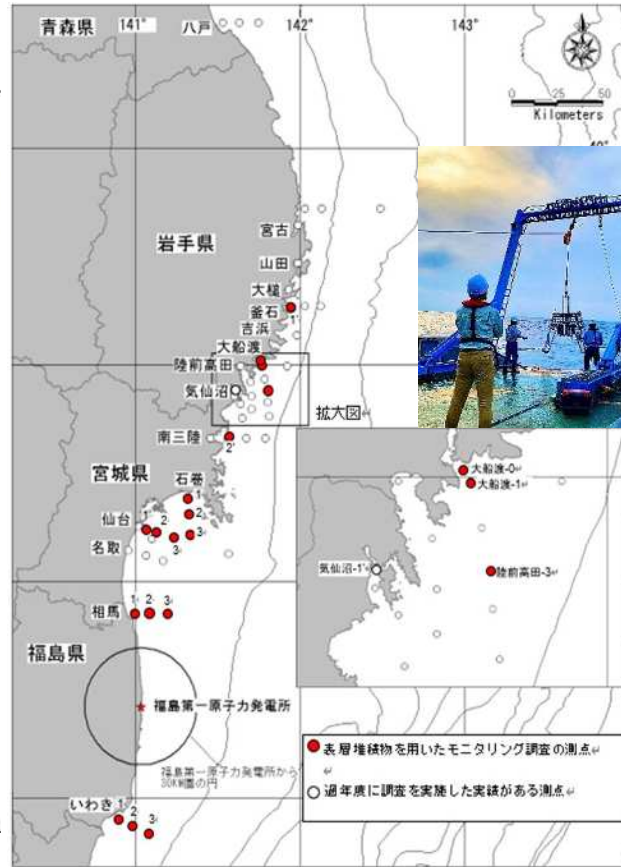 青森県
141°
八戸
142°
143°
0 25 50
Kilometers
岩手県
宮古
山田
大槌
釜石
1'
吉浜
大船渡
陸前高田
気仙沼
拡大図
南三陸
2'
宮城県
石巻
1
2
3
仙台
1'
2
3
名取
相馬
1 2 3
福島県
福島第一原子力発電所
福島第一原子力発電所から
30KM圏の円
いわき
1
2
3
大船渡-0
大船渡-1
気仙沼-1'
陸前高田-3
表層堆積物を用いたモニタリング調査の測点
過年度に調査を実施した実績がある測点